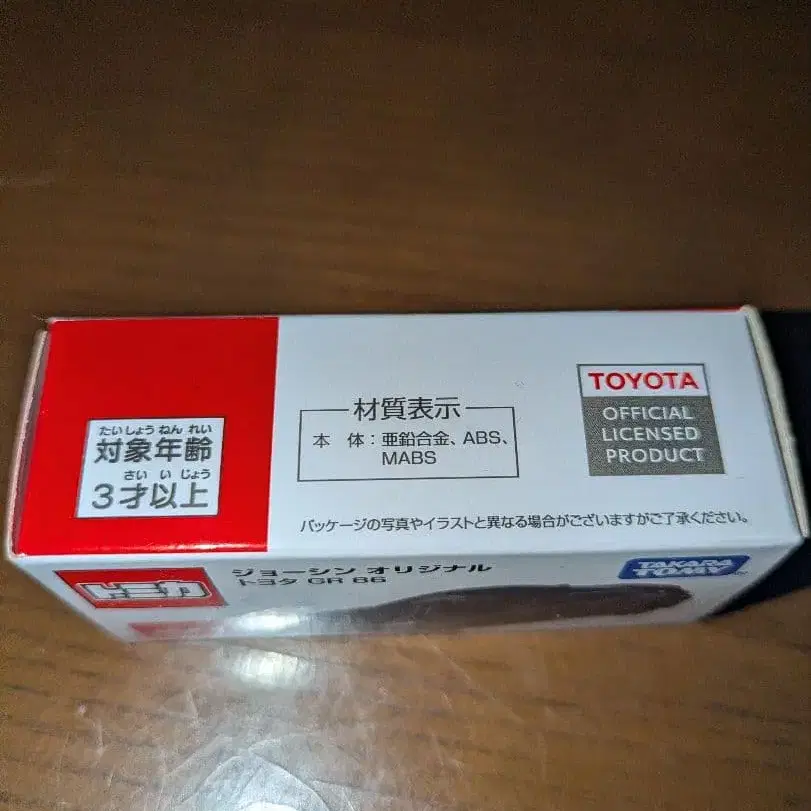 たいしょうねんれい
対象年齢
さいいじょう
3才以上
材質表示
本 体：亜鉛合金、ABS、
MABS
TOYOTA
OFFICIAL
LICENSED
PRODUCT
パッケージの写真やイラストと異なる場合がございますがご了承ください。
トミカ
ジョーシン オリジナル
トヨタ GR 86
TAKARA
TOMY